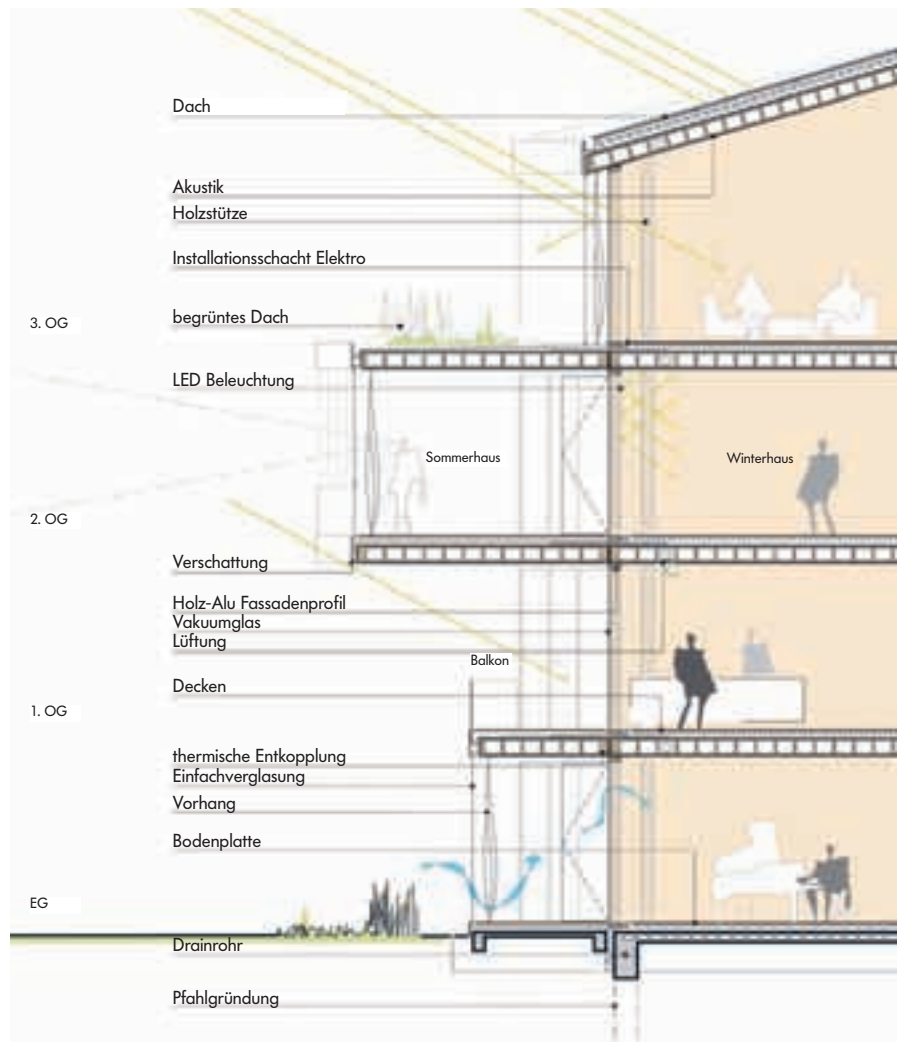 Dach
Akustik
Holzstütze
Installationsschacht Elektro
3. OG
begrüntes Dach
LED Beleuchtung
Sommerhaus
Winterhaus
2. OG
Verschattung
Holz-Alu Fassadenprofil
Vakuumglas
Lüftung
Balkon
Decken
1. OG
thermische Entkopplung
Einfachverglasung
Vorhang
Bodenplatte
EG
Drainrohr
Pfahlgründung